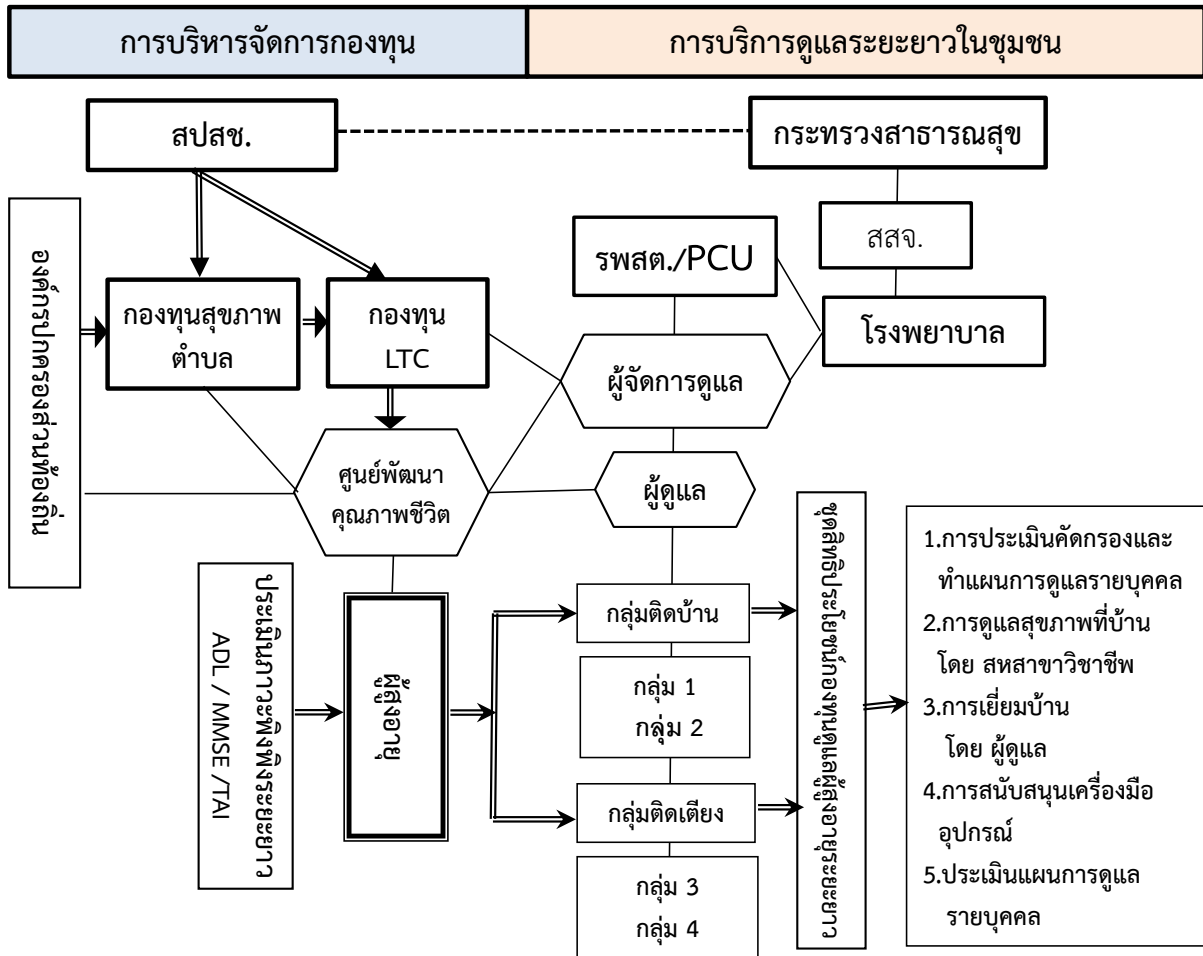 การบริหารจัดการกองทุน
การบริการดูแลระยะยาวในชุมชน
สปสช.
กระทรวงสาธารณสุข
สสจ.
รพสต./PCU
โรงพยาบาล
องค์กรปกครองส่วนท้องถิ่น
กองทุนสุขภาพ
ตำบล
กองทุน
LTC
ผู้จัดการดูแล
ศูนย์พัฒนา
คุณภาพชีวิต
ผู้ดูแล
ประเมินภาวะพึ่งพิงระยะยาว
ADL / MMSE /TAI
ผู้สูงอายุ
กลุ่มติดบ้าน
กลุ่ม 1
กลุ่ม 2
กลุ่มติดเตียง
กลุ่ม 3
กลุ่ม 4
ชุดสิทธิประโยชน์กองทุนดูแลผู้สูงอายุระยะยาว
1.การประเมินคัดกรองและ
ทำแผนการดูแลรายบุคคล
2.การดูแลสุขภาพที่บ้าน
โดย สหสาขาวิชาชีพ
3.การเยี่ยมบ้าน
โดย ผู้ดูแล
4.การสนับสนุนเครื่องมือ
อุปกรณ์
5.ประเมินแผนการดูแล
รายบุคคล